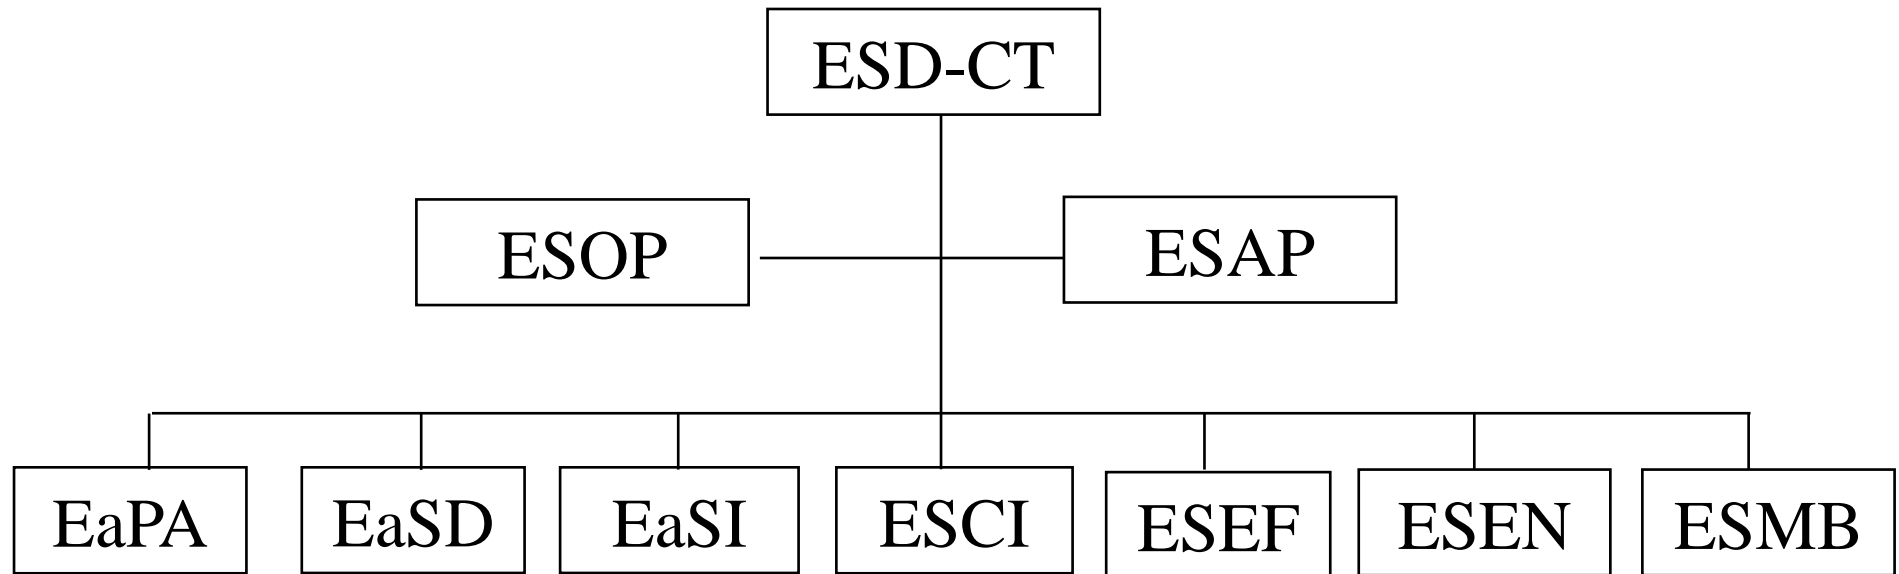 ESD-CT
ESOP
ESAP
EaPA
EaSD
EaSI
ESCI
ESEF
ESEN
ESMB